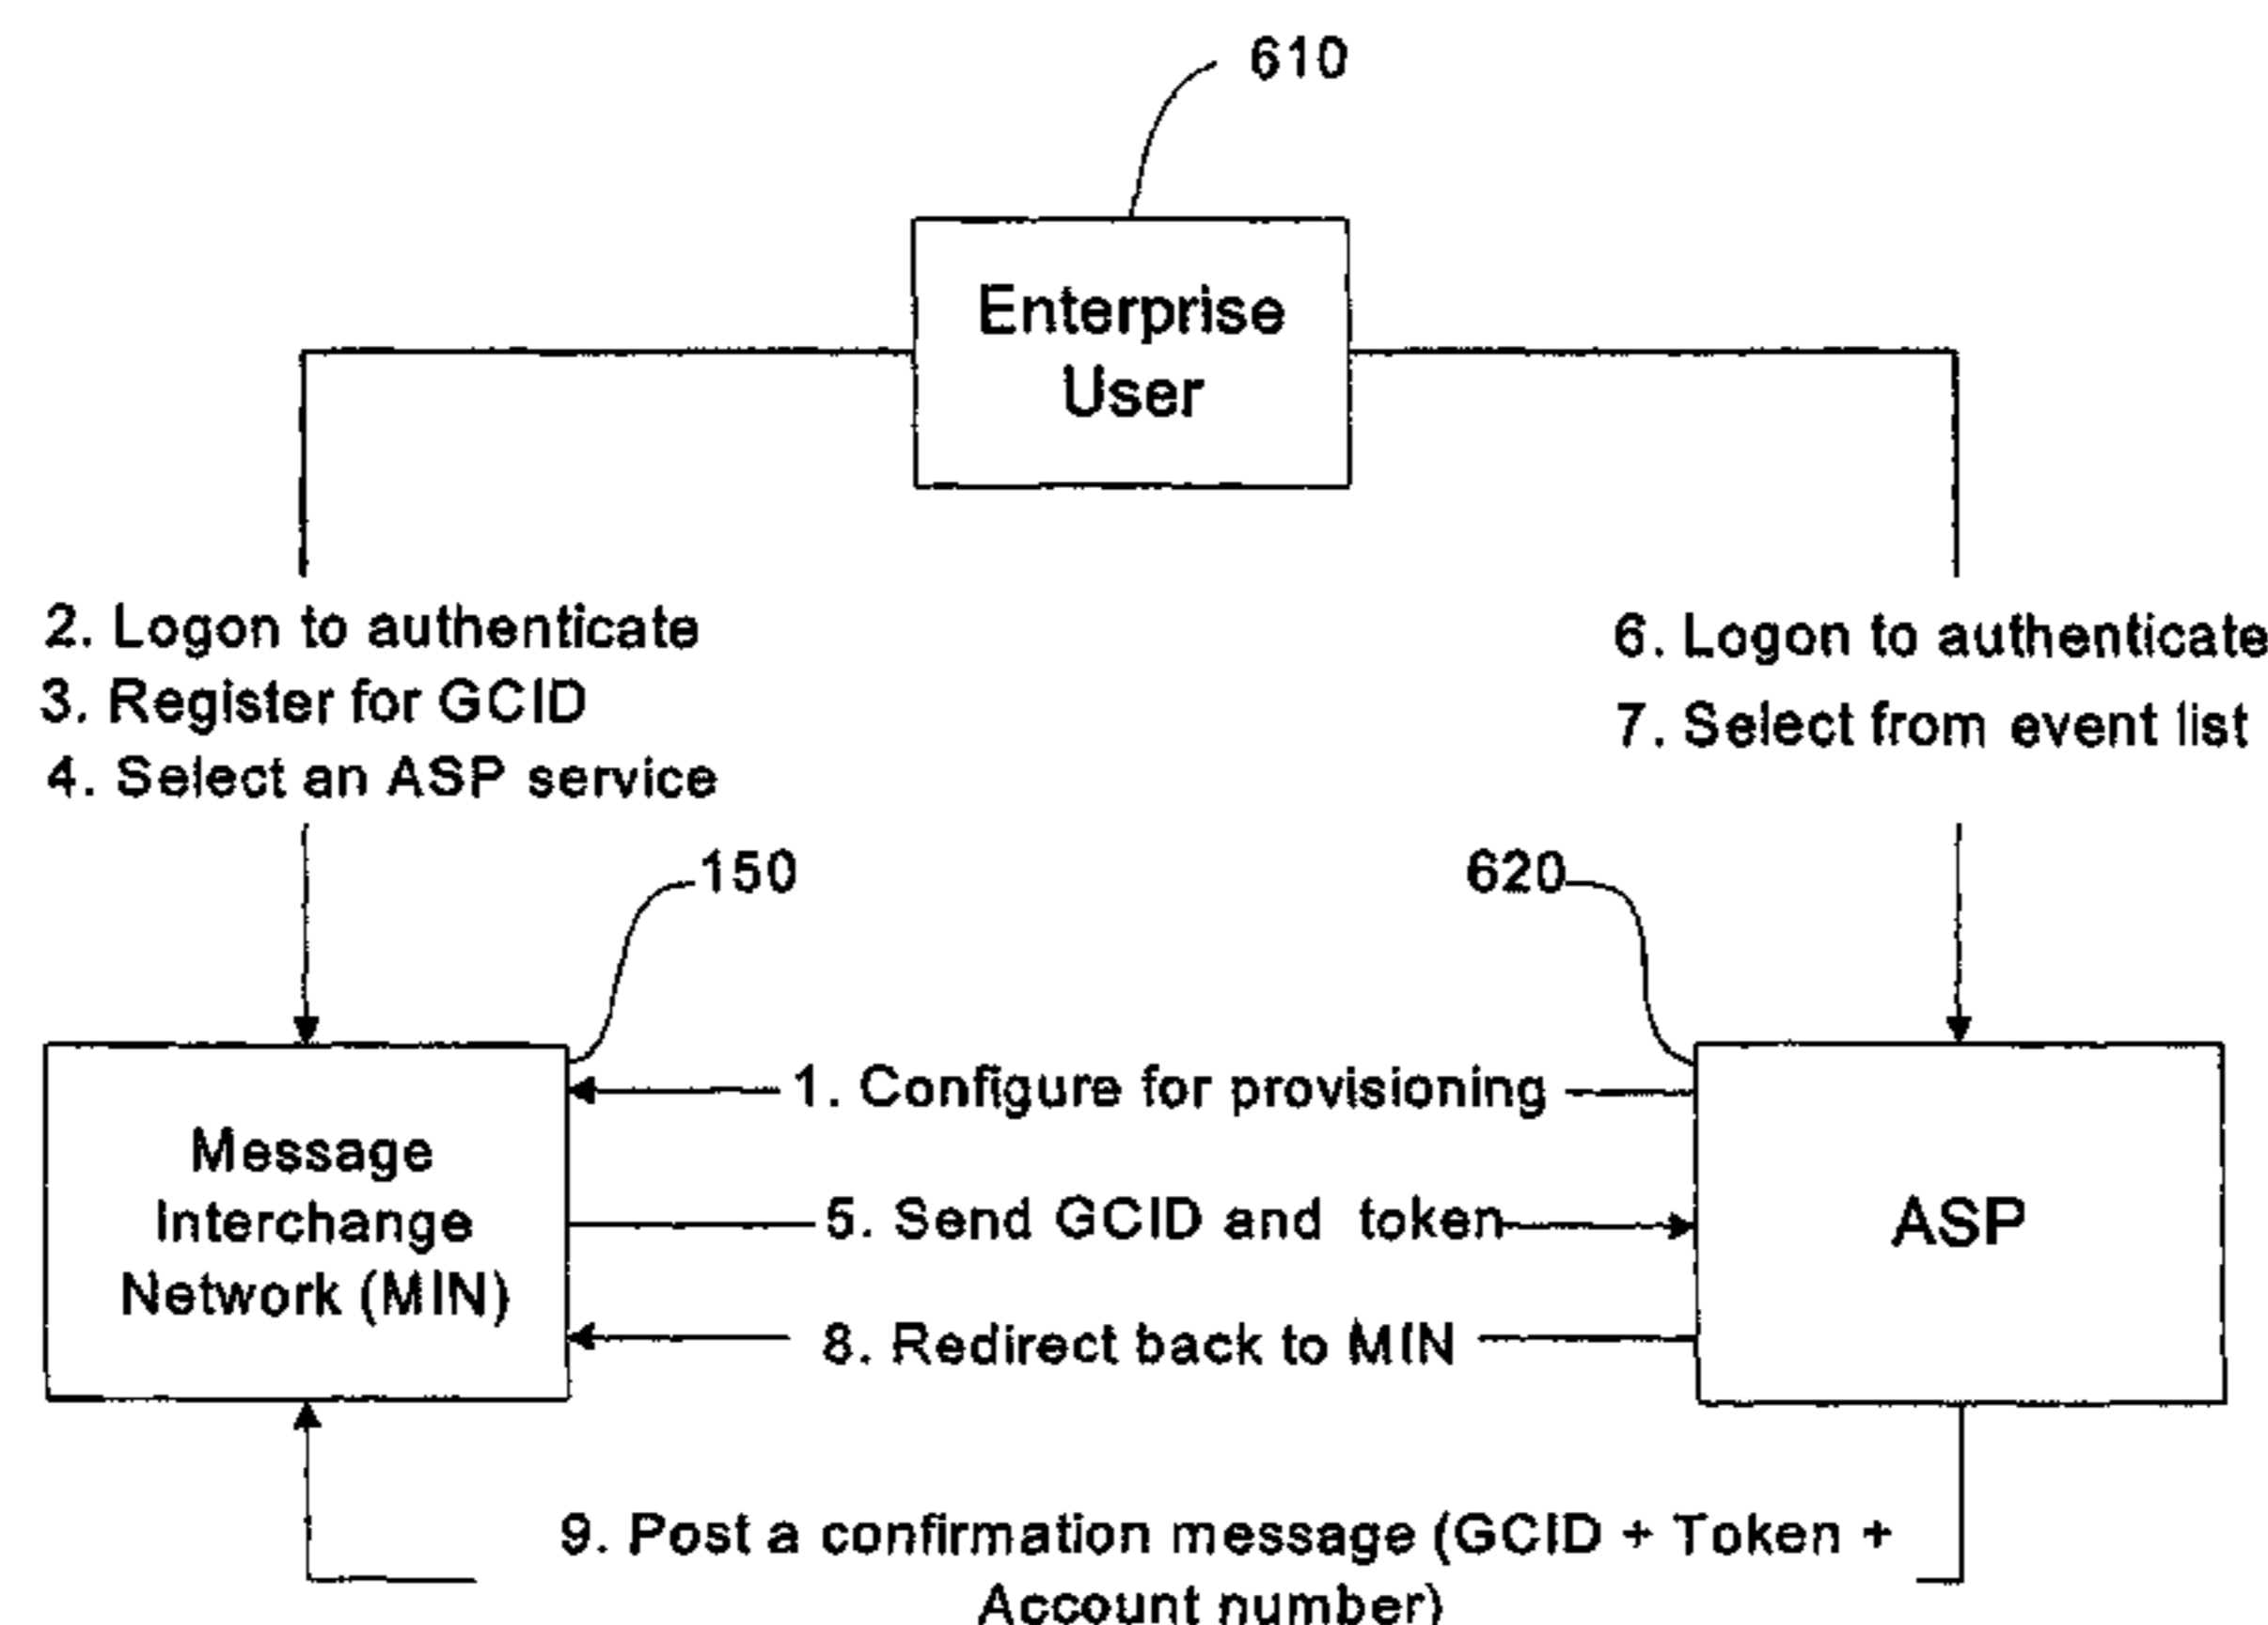 610
Enterprise
User
2. Logon to authenticate
3. Register for GCID
4. Select an ASP service
6. Logon to authenticate
7. Select from event list
150
620
Message
Interchange
Network (MIN)
1. Configure for provisioning
5. Send GCID and token
8. Redirect back to MIN
ASP
9. Post a confirmation message (GCID + Token +
Account number)